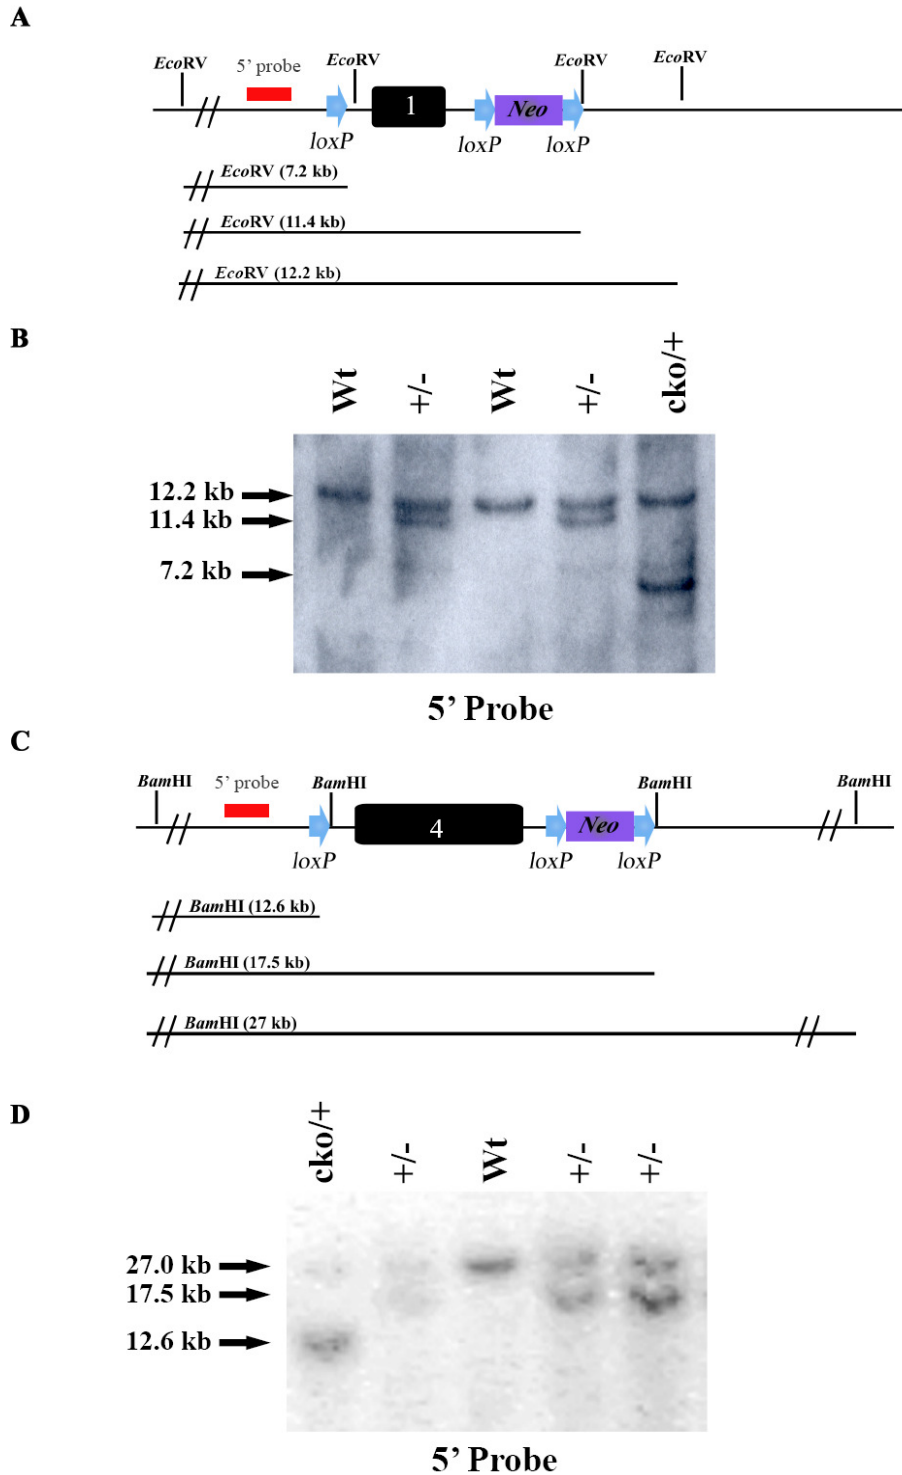 A
EcoRV 5’ probe EcoRV EcoRV EcoRV
1 Neo
loxP loxP loxP
EcoRV (7.2 kb)
EcoRV (11.4 kb)
EcoRV (12.2 kb)
B
Wt +/- Wt +/- cko/+
12.2 kb
11.4 kb
7.2 kb
5’ Probe
C
BamHI 5’ probe BamHI BamHI BamHI
4 Neo
loxP loxP loxP
BamHI (12.6 kb)
BamHI (17.5 kb)
BamHI (27 kb)
D
cko/+ +/- Wt +/- +/-
27.0 kb
17.5 kb
12.6 kb
5’ Probe